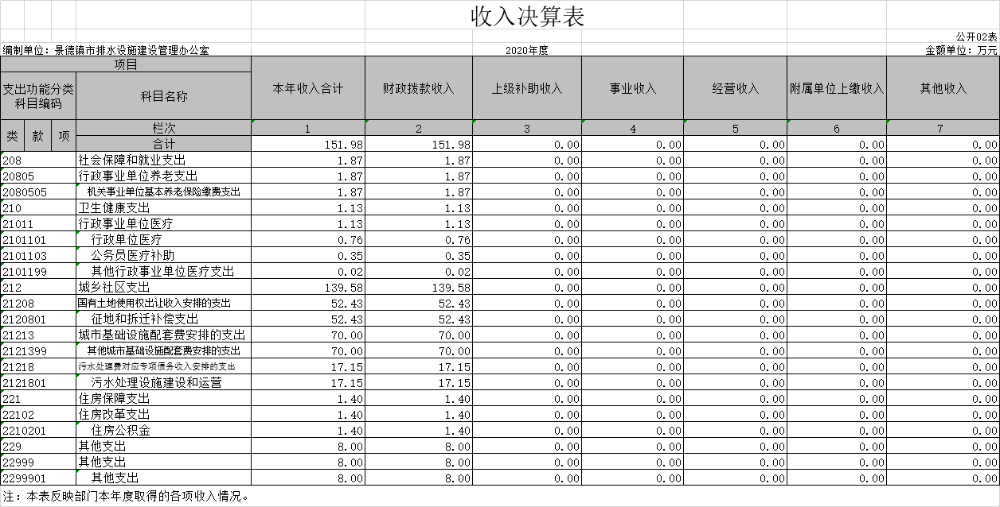 收入决算表
公开02表
编制单位：景德镇市排水设施建设管理办公室 2020年度 金额单位：万元
项目 本年收入合计 财政拨款收入 上级补助收入 事业收入 经营收入 附属单位上缴收入 其他收入
支出功能分类科目编码 科目名称
类 款 项 栏次 1 2 3 4 5 6 7
合计 151.98 151.98 0.00 0.00 0.00 0.00 0.00
208 社会保障和就业支出 1.87 1.87 0.00 0.00 0.00 0.00 0.00
20805 行政事业单位养老支出 1.87 1.87 0.00 0.00 0.00 0.00 0.00
2080505 机关事业单位基本养老保险缴费支出 1.87 1.87 0.00 0.00 0.00 0.00 0.00
210 卫生健康支出 1.13 1.13 0.00 0.00 0.00 0.00 0.00
21011 行政事业单位医疗 1.13 1.13 0.00 0.00 0.00 0.00 0.00
2101101 行政单位医疗 0.76 0.76 0.00 0.00 0.00 0.00 0.00
2101103 公务员医疗补助 0.35 0.35 0.00 0.00 0.00 0.00 0.00
2101199 其他行政事业单位医疗支出 0.02 0.02 0.00 0.00 0.00 0.00 0.00
212 城乡社区支出 139.58 139.58 0.00 0.00 0.00 0.00 0.00
21208 国有土地使用权出让收入安排的支出 52.43 52.43 0.00 0.00 0.00 0.00 0.00
2120801 征地和拆迁补偿支出 52.43 52.43 0.00 0.00 0.00 0.00 0.00
21213 城市基础设施配套费安排的支出 70.00 70.00 0.00 0.00 0.00 0.00 0.00
2121399 其他城市基础设施配套费安排的支出 70.00 70.00 0.00 0.00 0.00 0.00 0.00
21218 污水处理费对应专项债务收入安排的支出 17.15 17.15 0.00 0.00 0.00 0.00 0.00
2121801 污水处理设施建设和运营 17.15 17.15 0.00 0.00 0.00 0.00 0.00
221 住房保障支出 1.40 1.40 0.00 0.00 0.00 0.00 0.00
22102 住房改革支出 1.40 1.40 0.00 0.00 0.00 0.00 0.00
2210201 住房公积金 1.40 1.40 0.00 0.00 0.00 0.00 0.00
229 其他支出 8.00 8.00 0.00 0.00 0.00 0.00 0.00
22999 其他支出 8.00 8.00 0.00 0.00 0.00 0.00 0.00
2299901 其他支出 8.00 8.00 0.00 0.00 0.00 0.00 0.00
注：本表反映部门本年度取得的各项收入情况。